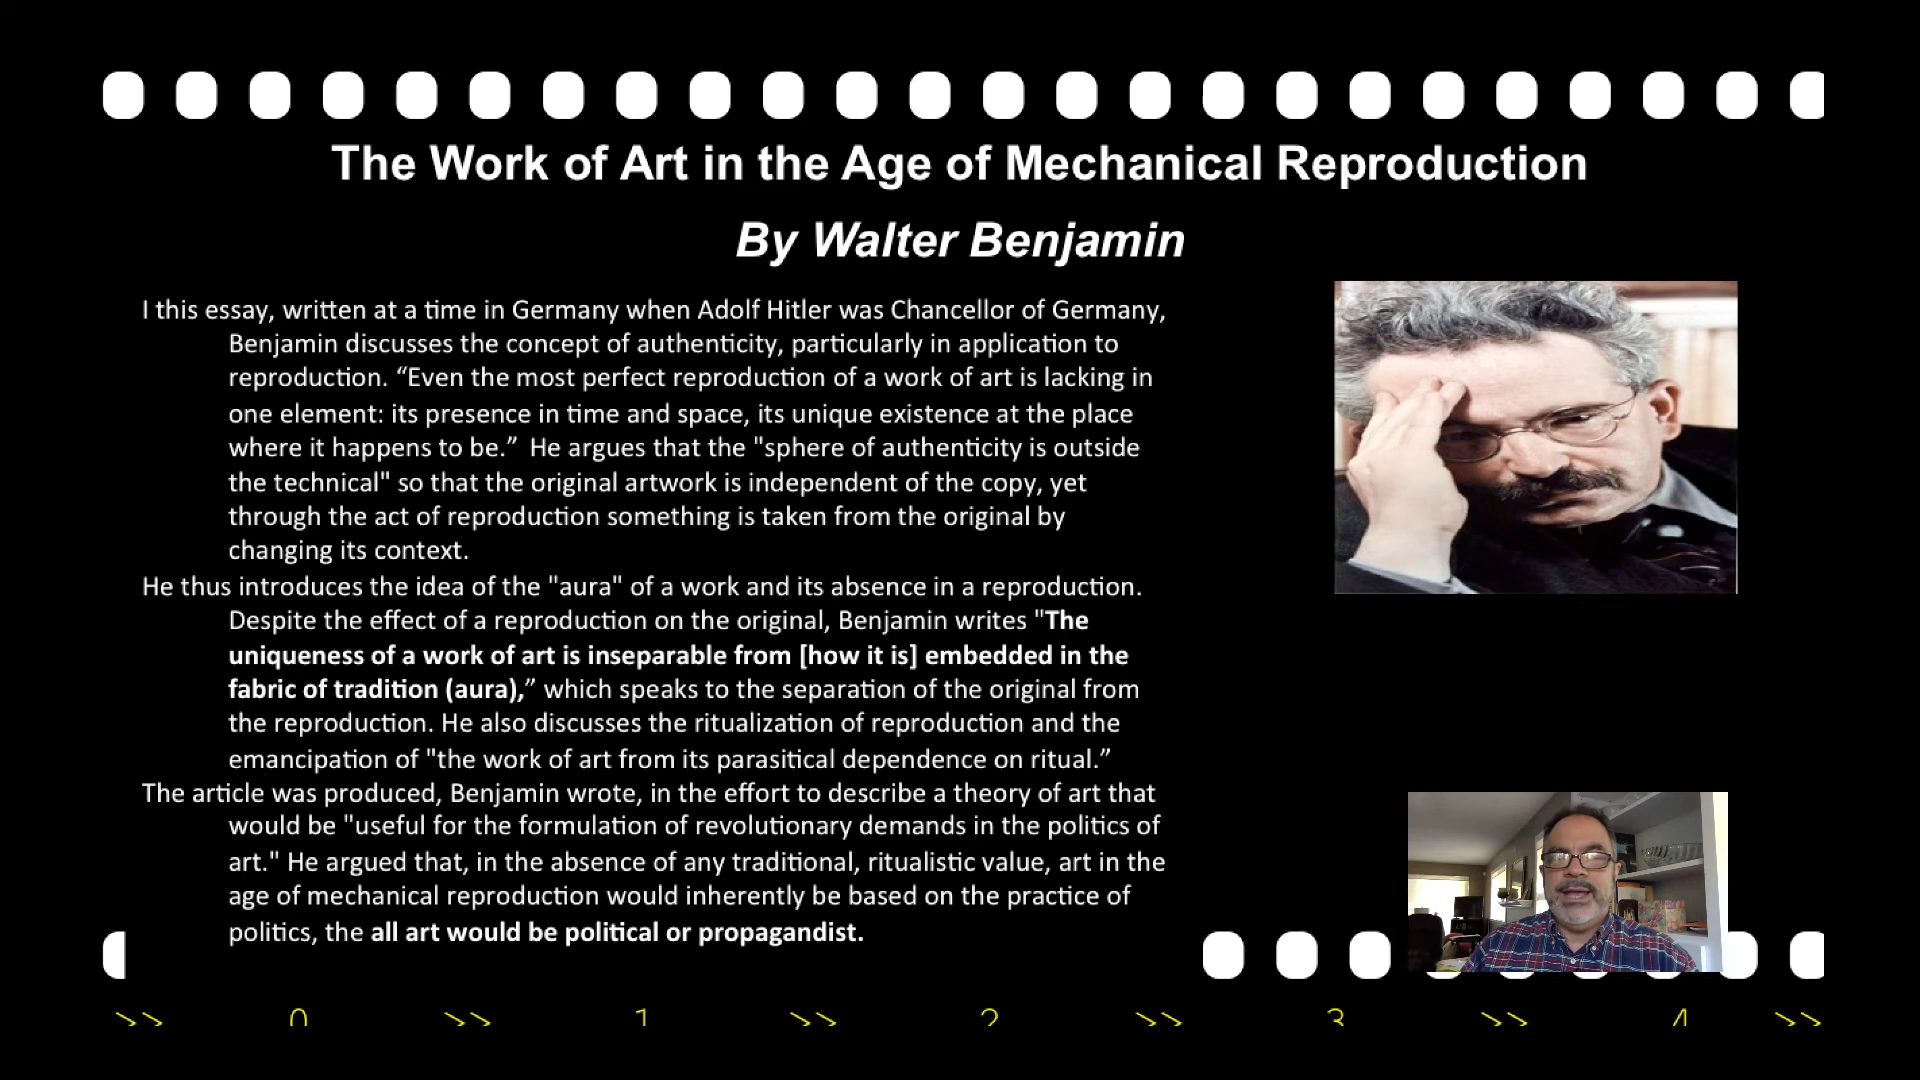 The Work of Art in the Age of Mechanical Reproduction
By Walter Benjamin
I this essay, written at a time in Germany when Adolf Hitler was Chancellor of Germany,
Benjamin discusses the concept of authenticity, particularly in application to
reproduction. “Even the most perfect reproduction of a work of art is lacking in
one element: its presence in time and space, its unique existence at the place
where it happens to be.” He argues that the "sphere of authenticity is outside
the technical" so that the original artwork is independent of the copy, yet
through the act of reproduction something is taken from the original by
changing its context.
He thus introduces the idea of the "aura" of a work and its absence in a reproduction.
Despite the effect of a reproduction on the original, Benjamin writes "The
uniqueness of a work of art is inseparable from [how it is] embedded in the
fabric of tradition (aura),” which speaks to the separation of the original from
the reproduction. He also discusses the ritualization of reproduction and the
emancipation of "the work of art from its parasitical dependence on ritual.”
The article was produced, Benjamin wrote, in the effort to describe a theory of art that
would be "useful for the formulation of revolutionary demands in the politics of
art." He argued that, in the absence of any traditional, ritualistic value, art in the
age of mechanical reproduction would inherently be based on the practice of
politics, the all art would be political or propagandist.
>> 0 >> 1 >> 2 >> 3 >> 4 >>